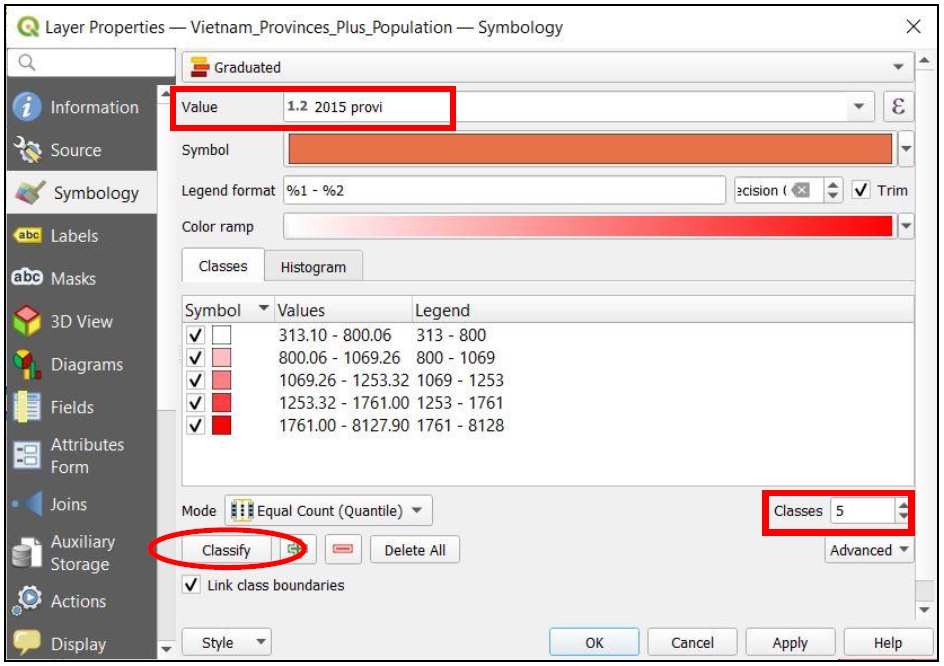 Layer Properties — Vietnam_Provinces_Plus_Population — Symbology
Graduated
Information
Value 1.2 2015 provi ε
Source
Symbol
Symbology
Legend format %1 - %2 ecision ( Trim
abc Labels
Color ramp
abc Masks
Classes Histogram
3D View
Symbol Values Legend
313.10 - 800.06 313 - 800
800.06 - 1069.26 800 - 1069
Diagrams
1069.26 - 1253.32 1069 - 1253
Fields
1253.32 - 1761.00 1253 - 1761
1761.00 - 8127.90 1761 - 8128
Attributes
Form
Joins
Mode Equal Count (Quantile) Classes 5
Auxiliary
Storage
Classify Delete All Advanced
Link class boundaries
Actions
Display
Style OK Cancel Apply Help